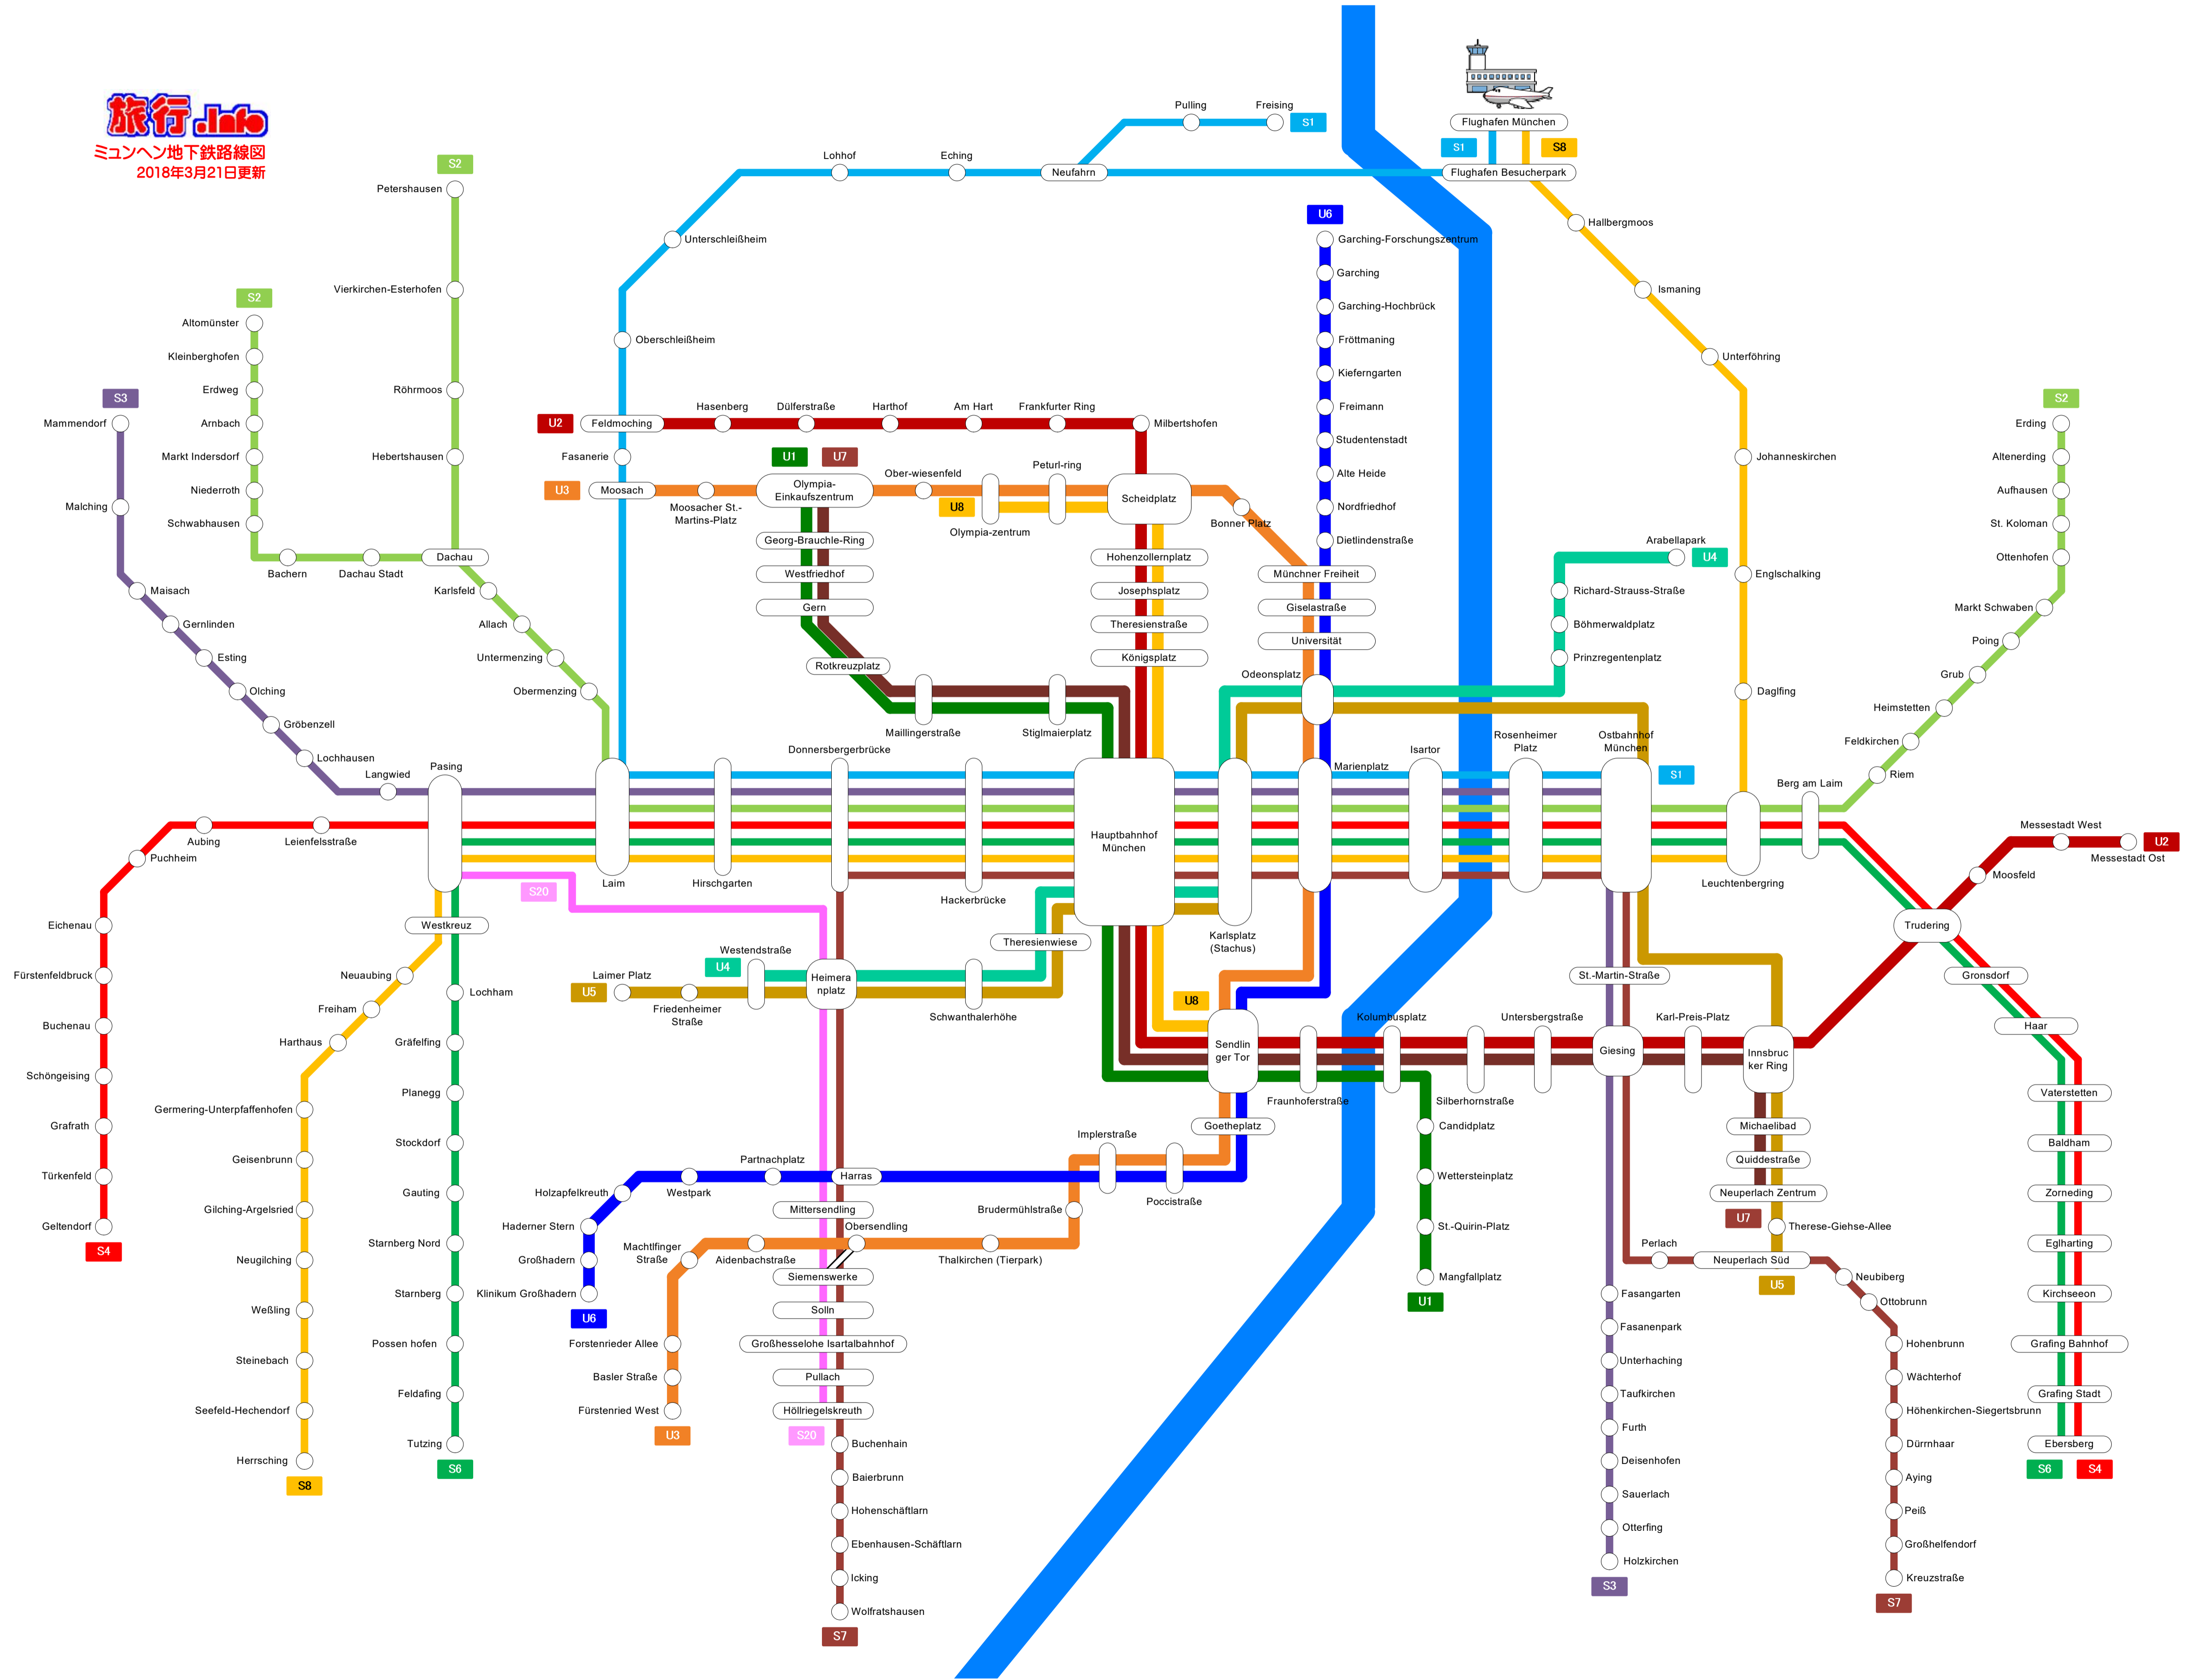 旅行.Info
ミュンヘン地下鉄路線図
2018年3月21日更新
Flughafen München
S1
S8
Flughafen Besucherpark
Pulling
Freising
S1
Lohhof
Eching
Neufahrn
Unterschleißheim
Oberschleißheim
Hallbergmoos
Ismaning
Unterföhring
Johanneskirchen
Englschalking
Daglfing
S2
Petershausen
Vierkirchen-Esterhofen
Röhrmoos
Hebertshausen
S2
Altomünster
Kleinberghofen
Erdweg
Arnbach
Markt Indersdorf
Niederroth
Schwabhausen
Bachern
Dachau Stadt
Dachau
Karlsfeld
Allach
Untermenzing
Obermenzing
S3
Mammendorf
Malching
Maisach
Gernlinden
Esting
Olching
Gröbenzell
Lochhausen
Langwied
Pasing
U6
Garching-Forschungszentrum
Garching
Garching-Hochbrück
Fröttmaning
Kieferngarten
Freimann
Studentenstadt
Alte Heide
Nordfriedhof
Dietlindenstraße
Münchner Freiheit
Giselastraße
Universität
Odeonsplatz
U2
Feldmoching
Hasenberg
Dülferstraße
Harthof
Am Hart
Frankfurter Ring
Milbertshofen
Fasanerie
U1
U7
U3
Moosach
Moosacher St.-
Martins-Platz
Olympia-
Einkaufszentrum
Ober-wiesenfeld
U8
Olympia-zentrum
Peturl-ring
Scheidplatz
Bonner Platz
Georg-Brauchle-Ring
Westfriedhof
Gern
Rotkreuzplatz
Maillingerstraße
Stiglmaierplatz
Hohenzollernplatz
Josephsplatz
Theresienstraße
Königsplatz
Arabellapark
U4
Richard-Strauss-Straße
Böhmerwaldplatz
Prinzregentenplatz
S2
Erding
Altenerding
Aufhausen
St. Koloman
Ottenhofen
Markt Schwaben
Poing
Grub
Heimstetten
Feldkirchen
Riem
Berg am Laim
Laim
Hirschgarten
Donnersbergerbrücke
Hackerbrücke
Hauptbahnhof
München
Karlsplatz
(Stachus)
Marienplatz
Isartor
Rosenheimer
Platz
Ostbahnhof
München
S1
Leuchtenbergring
Aubing
Leienfelsstraße
Puchheim
Eichenau
Fürstenfeldbruck
Buchenau
Schöngeising
Grafrath
Türkenfeld
Geltendorf
S4
S20
Westkreuz
Neuaubing
Freiham
Harthaus
Germering-Unterpfaffenhofen
Geisenbrunn
Gilching-Argelsried
Neugilching
Weßling
Steinebach
Seefeld-Hechendorf
Herrsching
S8
Lochham
Gräfelfing
Planegg
Stockdorf
Gauting
Starnberg Nord
Starnberg
Possen hofen
Feldafing
Tutzing
S6
Theresienwiese
Westendstraße
U4
Laimer Platz
U5
Friedenheimer
Straße
Heimera
nplatz
Schwanthalerhöhe
U8
Sendlin
ger Tor
Fraunhoferstraße
Kolumbusplatz
Silberhornstraße
Untersbergstraße
St.-Martin-Straße
Giesing
Karl-Preis-Platz
Innsbruc
ker Ring
Messestadt West
U2
Messestadt Ost
Moosfeld
Trudering
Gronsdorf
Haar
Vaterstetten
Baldham
Zorneding
Eglharting
Kirchseeon
Grafing Bahnhof
Grafing Stadt
Ebersberg
S6
S4
Goetheplatz
Implerstraße
Poccistraße
Partnachplatz
Harras
Westpark
Holzapfelkreuth
Haderner Stern
Großhadern
Klinikum Großhadern
U6
Brudermühlstraße
Thalkirchen (Tierpark)
Mittersendling
Obersendling
Aidenbachstraße
Machtlfinger
Straße
Forstenrieder Allee
Basler Straße
Fürstenried West
U3
Siemenswerke
Solln
Großhesselohe Isartalbahnhof
Pullach
Höllriegelskreuth
S20
Buchenhain
Baierbrunn
Hohenschäftlarn
Ebenhausen-Schäftlarn
Icking
Wolfratshausen
S7
Candidplatz
Wettersteinplatz
St.-Quirin-Platz
Mangfallplatz
U1
Michaelibad
Quiddestraße
Neuperlach Zentrum
U7
Therese-Giehse-Allee
Perlach
Neuperlach Süd
U5
Neubiberg
Ottobrunn
Hohenbrunn
Wächterhof
Höhenkirchen-Siegertsbrunn
Dürrnhaar
Aying
Peiß
Großhelfendorf
Kreuzstraße
S7
Fasangarten
Fasanenpark
Unterhaching
Taufkirchen
Furth
Deisenhofen
Sauerlach
Otterfing
Holzkirchen
S3